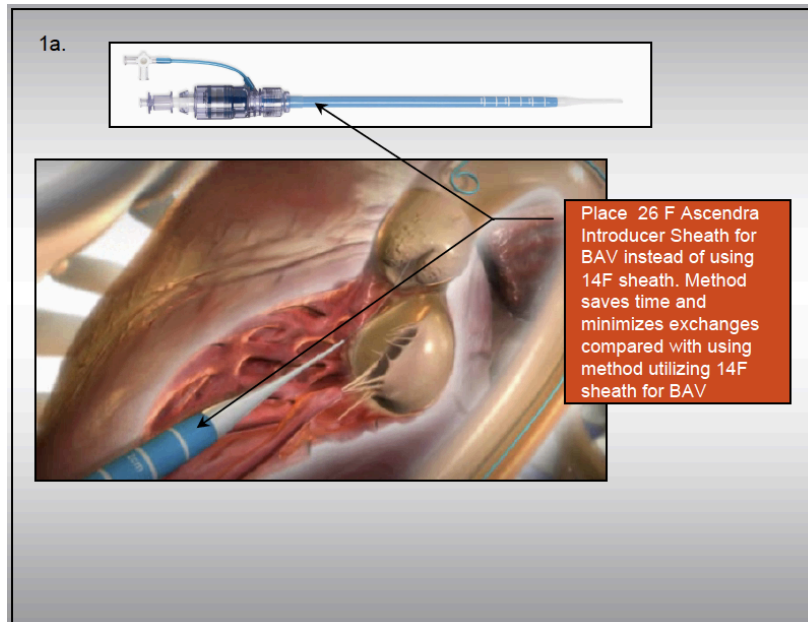 1a.
Place 26 F Ascendra
Introducer Sheath for
BAV instead of using
14F sheath. Method
saves time and
minimizes exchanges
compared with using
method utilizing 14F
sheath for BAV
2cm